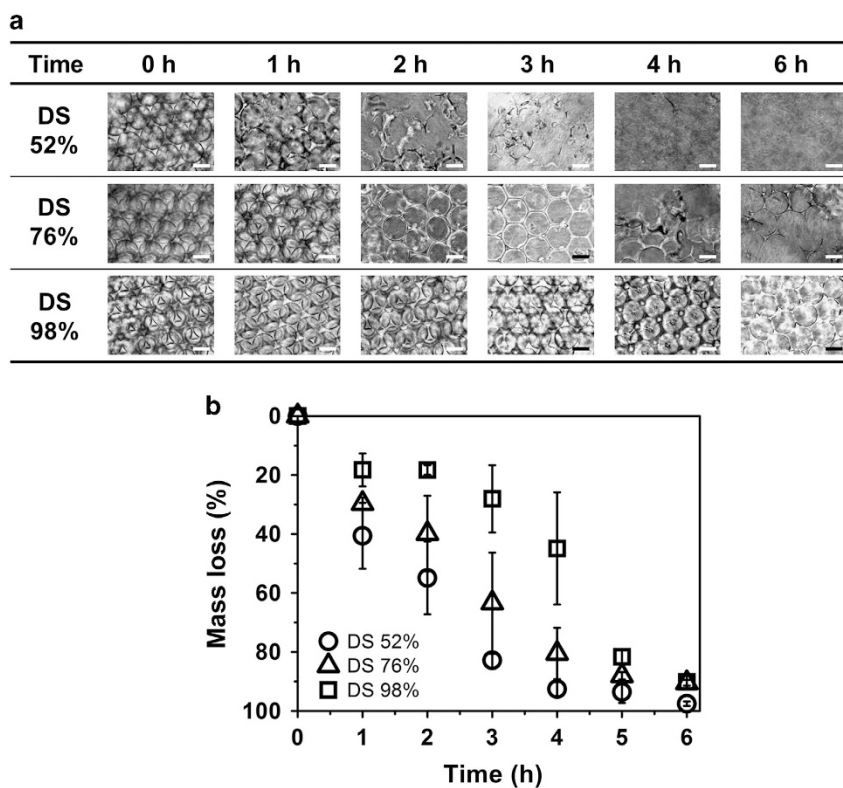 a
Time 0 h 1 h 2 h 3 h 4 h 6 h
DS
52%
DS
76%
DS
98%
b
Mass loss (%)
0
20
40
60
80
100
DS 52%
DS 76%
DS 98%
0 1 2 3 4 5 6
Time (h)